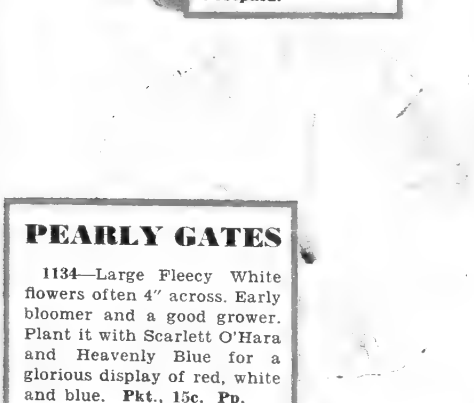 PEARLY GATES
1134—Large Fleecy White
flowers often 4″ across. Early
bloomer and a good grower.
Plant it with Scarlett O'Hara
and Heavenly Blue for a
glorious display of red, white
and blue. Pkt., 15c. Pp.